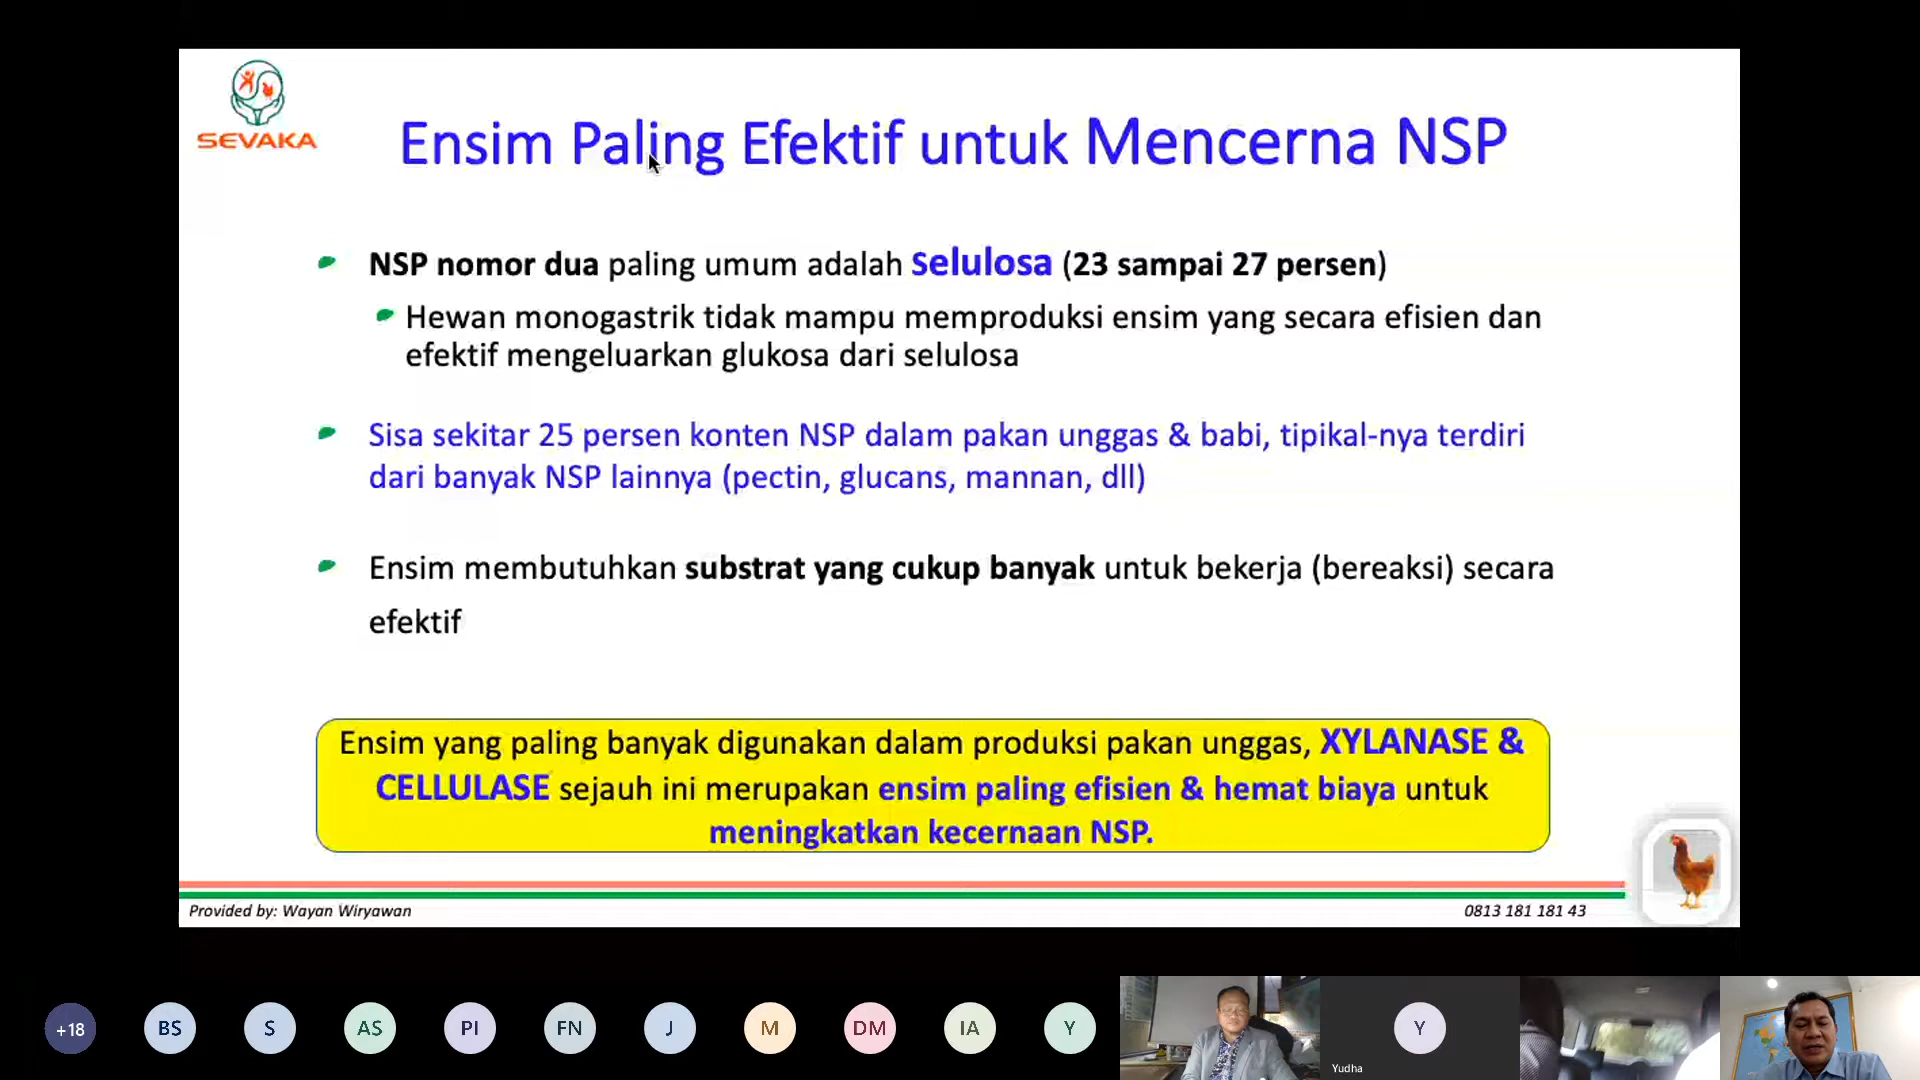 SEVAKA
Ensim Paling Efektif untuk Mencerna NSP
NSP nomor dua paling umum adalah Selulosa (23 sampai 27 persen)
Hewan monogastrik tidak mampu memproduksi ensim yang secara efisien dan
efektif mengeluarkan glukosa dari selulosa
Sisa sekitar 25 persen konten NSP dalam pakan unggas & babi, tipikal-nya terdiri
dari banyak NSP lainnya (pectin, glucans, mannan, dll)
Ensim membutuhkan substrat yang cukup banyak untuk bekerja (bereaksi) secara
efektif
Ensim yang paling banyak digunakan dalam produksi pakan unggas, XYLANASE &
CELLULASE sejauh ini merupakan ensim paling efisien & hemat biaya untuk
meningkatkan kecernaan NSP.
Provided by: Wayan Wiryawan
0813 181 181 43
+18
BS
S
AS
PI
FN
J
M
DM
IA
Y
Y
Yudha